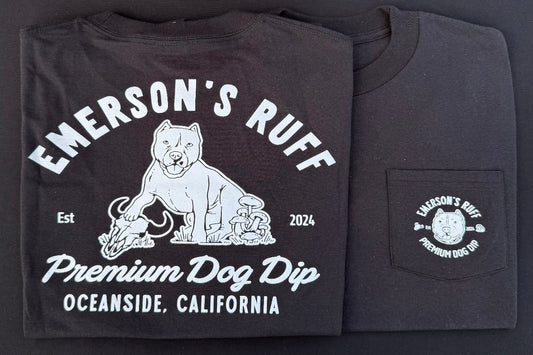 EMERSON'S RUFF
Est
2024
Premium Dog Dip
OCEANSIDE, CALIFORNIA
EMERSON'S RUFF
PREMIUM DOG DIP